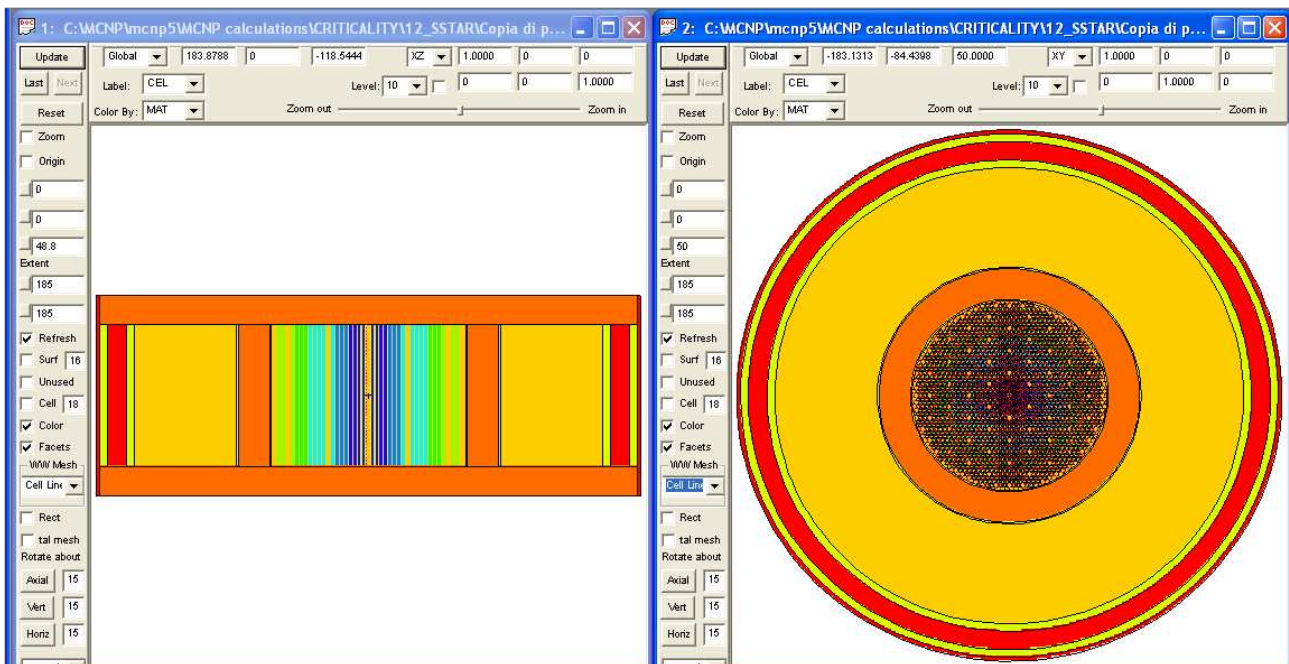 1: C:\MCNP\mcnp5\MCNP calculations\CRITICALITY\12_SSTAR\Copia di p...
Update Global 183.8788 0 -118.5444 XZ 1.0000 0 0
Last Next Label: CEL Level: 10 0 0 1.0000
Reset Color By: MAT Zoom out Zoom in
Zoom
Origin
0
0
48.8
Extent
185
185
Refresh
Surf 16
Unused
Cell 18
Color
Facets
WW Mesh
Cell Line
Rect
tal mesh
Rotate about
Axial 15
Vert 15
Horiz 15
2: C:\MCNP\mcnp5\MCNP calculations\CRITICALITY\12_SSTAR\Copia di p...
Update Global -183.1313 -84.4398 50.0000 XY 1.0000 0 0
Last Next Label: CEL Level: 10 0 1.0000 0
Reset Color By: MAT Zoom out Zoom in
Zoom
Origin
0
0
50
Extent
185
185
Refresh
Surf 16
Unused
Cell 18
Color
Facets
WW Mesh
Cell Line
Rect
tal mesh
Rotate about
Axial 15
Vert 15
Horiz 15